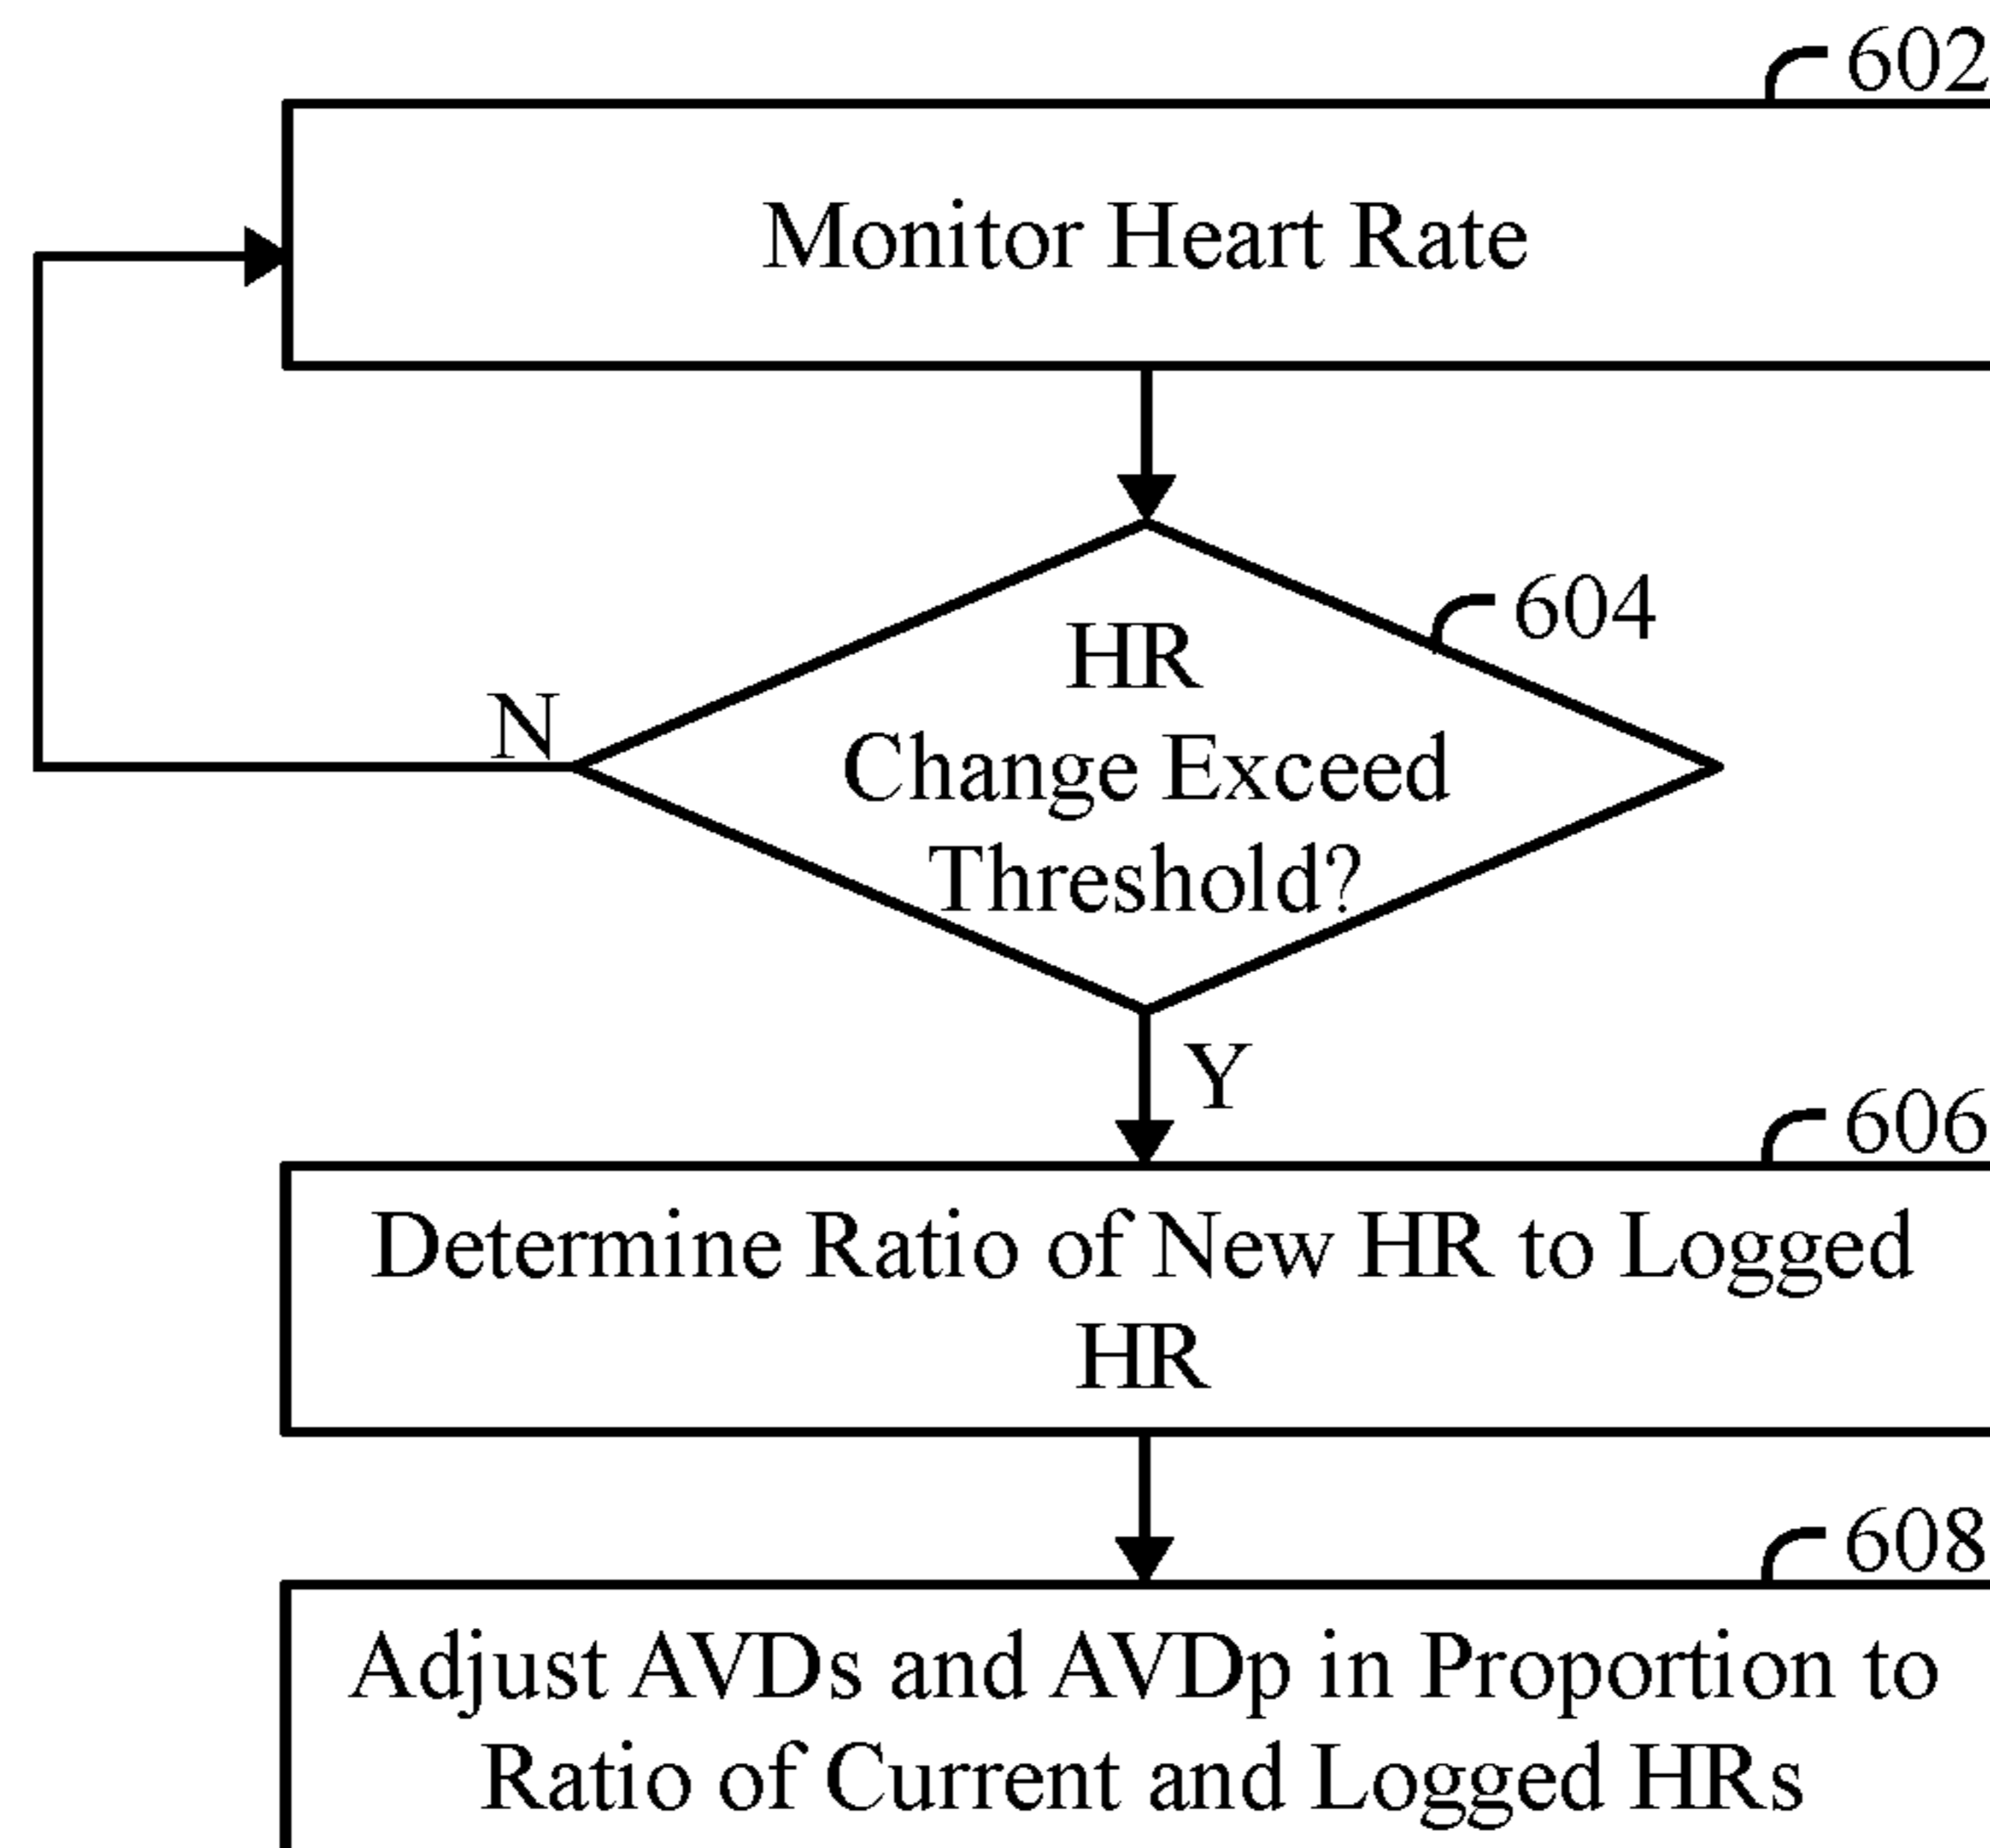 602
Monitor Heart Rate
604
HR
Change Exceed
Threshold?
N
Y
606
Determine Ratio of New HR to Logged
HR
608
Adjust AVDs and AVDp in Proportion to
Ratio of Current and Logged HRs